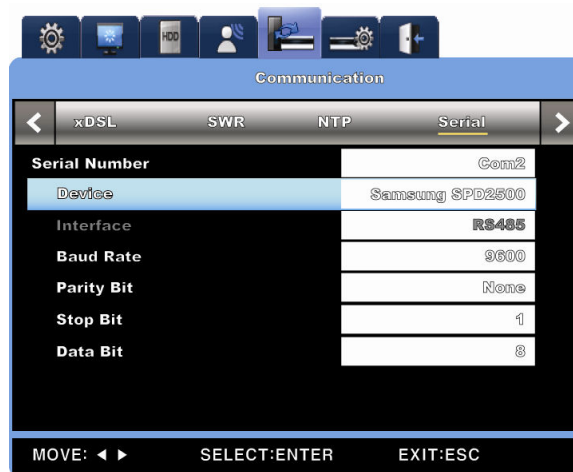 HDD
Communication
xDSL SWR NTP Serial
Serial Number Com2
Device Samsung SPD2500
Interface RS485
Baud Rate 9600
Parity Bit None
Stop Bit 1
Data Bit 8
MOVE: ◀ ▶ SELECT:ENTER EXIT:ESC